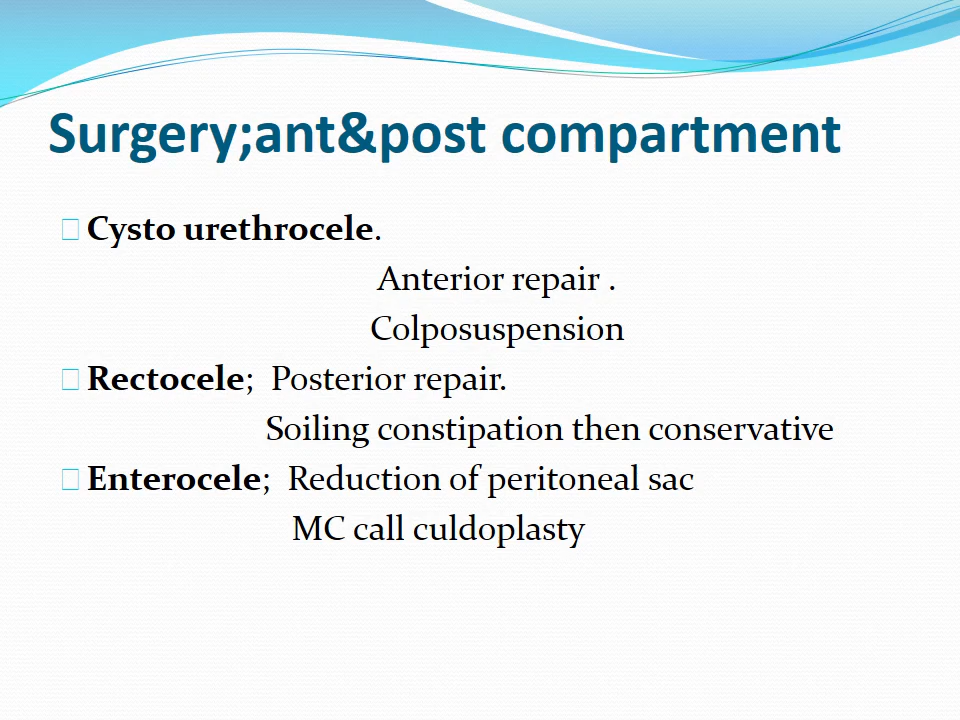 Surgery;ant&post compartment
Cysto urethrocele.
Anterior repair .
Colposuspension
Rectocele; Posterior repair.
Soiling constipation then conservative
Enterocele; Reduction of peritoneal sac
MC call culdoplasty